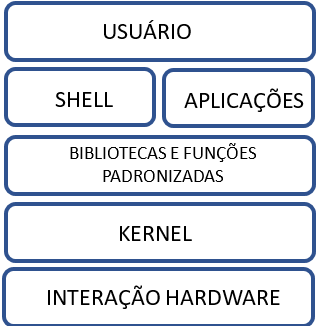 USUÁRIO
SHELL
APLICAÇÕES
BIBLIOTECAS E FUNÇÕES
PADRONIZADAS
KERNEL
INTERAÇÃO HARDWARE